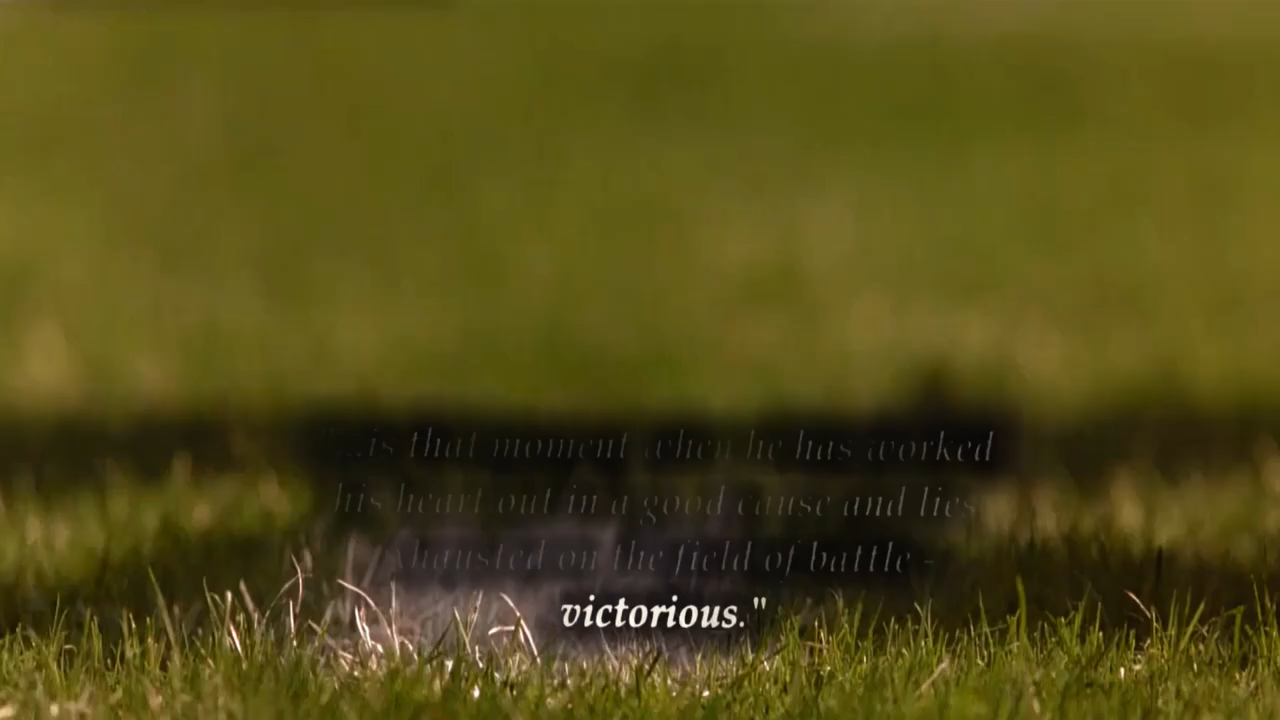 "...is that moment when he has worked
his heart out in a good cause and lies
exhausted on the field of battle -
victorious."